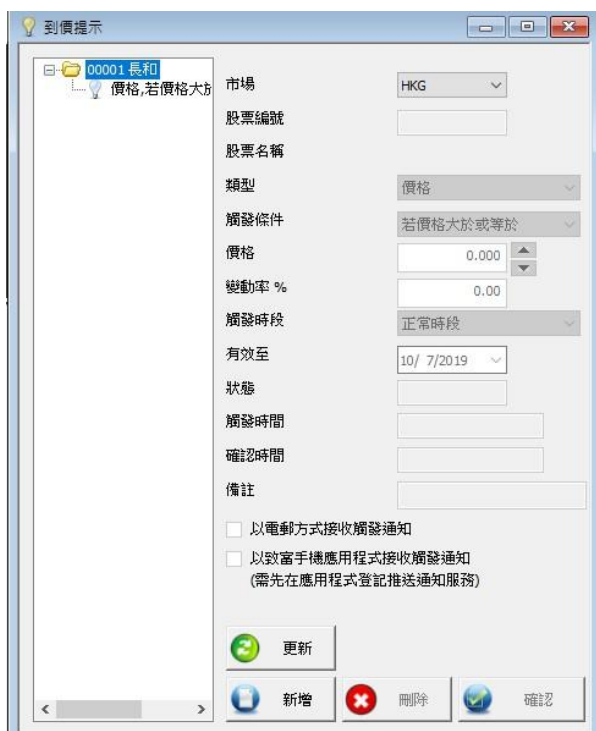 到價提示
00001 長和
價格,若價格大於
市場
HKG
股票編號
股票名稱
類型
價格
觸發條件
若價格大於或等於
價格
0.000
變動率 %
0.00
觸發時段
正常時段
有效至
10/ 7/2019
狀態
觸發時間
確認時間
備註
以電郵方式接收觸發通知
以致富手機應用程式接收觸發通知
(需先在應用程式登記推送通知服務)
更新
新增
刪除
確認